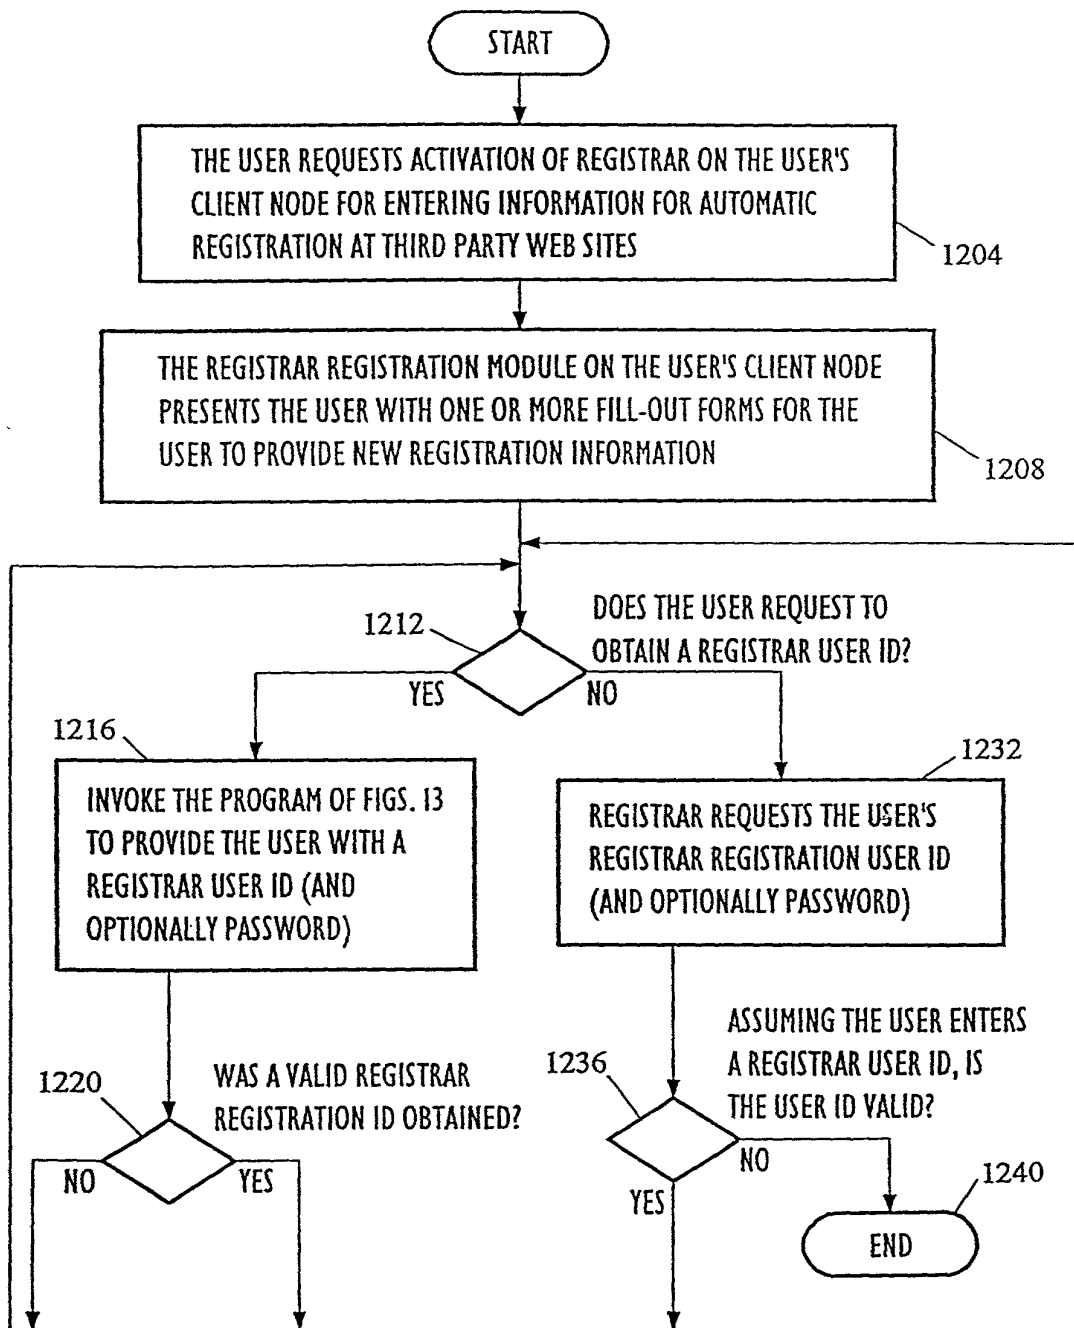 START
THE USER REQUESTS ACTIVATION OF REGISTRAR ON THE USER'S
CLIENT NODE FOR ENTERING INFORMATION FOR AUTOMATIC
REGISTRATION AT THIRD PARTY WEB SITES
1204
THE REGISTRAR REGISTRATION MODULE ON THE USER'S CLIENT NODE
PRESENTS THE USER WITH ONE OR MORE FILL-OUT FORMS FOR THE
USER TO PROVIDE NEW REGISTRATION INFORMATION
1208
1212
DOES THE USER REQUEST TO
OBTAIN A REGISTRAR USER ID?
YES
NO
1216
INVOKE THE PROGRAM OF FIGS. 13
TO PROVIDE THE USER WITH A
REGISTRAR USER ID (AND
OPTIONALLY PASSWORD)
1232
REGISTRAR REQUESTS THE USER'S
REGISTRAR REGISTRATION USER ID
(AND OPTIONALLY PASSWORD)
1220
WAS A VALID REGISTRAR
REGISTRATION ID OBTAINED?
NO
YES
1236
ASSUMING THE USER ENTERS
A REGISTRAR USER ID, IS
THE USER ID VALID?
NO
YES
1240
END